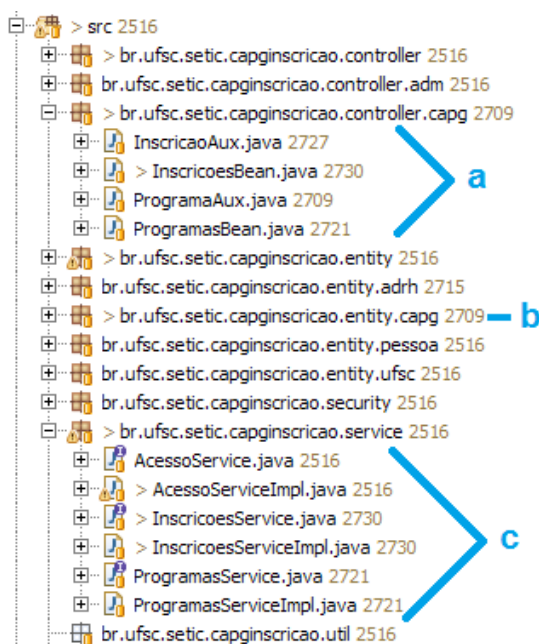 > src 2516
> br.ufsc.setic.capginscricao.controller 2516
br.ufsc.setic.capginscricao.controller.adm 2516
> br.ufsc.setic.capginscricao.controller.capg 2709
InscricaoAux.java 2727
> InscricoesBean.java 2730
a
ProgramaAux.java 2709
ProgramasBean.java 2721
> br.ufsc.setic.capginscricao.entity 2516
br.ufsc.setic.capginscricao.entity.adrh 2715
> br.ufsc.setic.capginscricao.entity.capg 2709 b
br.ufsc.setic.capginscricao.entity.pessoa 2516
br.ufsc.setic.capginscricao.entity.ufsc 2516
br.ufsc.setic.capginscricao.security 2516
> br.ufsc.setic.capginscricao.service 2516
AcessoService.java 2516
> AcessoServiceImpl.java 2516
> InscricoesService.java 2730
> InscricoesServiceImpl.java 2730
c
ProgramasService.java 2721
ProgramasServiceImpl.java 2721
br.ufsc.setic.capginscricao.util 2516